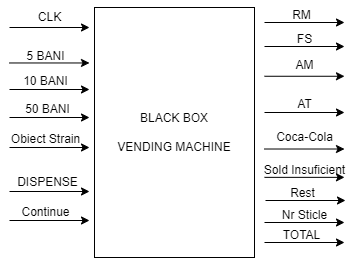 CLK
5 BANI
10 BANI
50 BANI
Obiect Strain
DISPENSE
Continue
BLACK BOX
VENDING MACHINE
RM
FS
AM
AT
Coca-Cola
Sold Insuficient
Rest
Nr Sticle
TOTAL